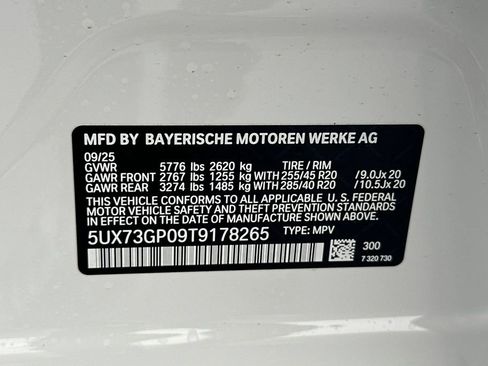 MFD BY BAYERISCHE MOTOREN WERKE AG
09/25
GVWR 5776 lbs 2620 kg TIRE / RIM
GAWR FRONT 2767 lbs 1255 kg WITH 255/45 R20 /9.0Jx 20
GAWR REAR 3274 lbs 1485 kg WITH 285/40 R20 /10.5Jx 20
THIS VEHICLE CONFORMS TO ALL APPLICABLE U.S. FEDERAL
MOTOR VEHICLE SAFETY STANDARDS IN EFFECT ON THE
DATE OF MANUFACTURE SHOWN ABOVE.
5UX73GP09T9178265 TYPE: MPV
300
7 320 730